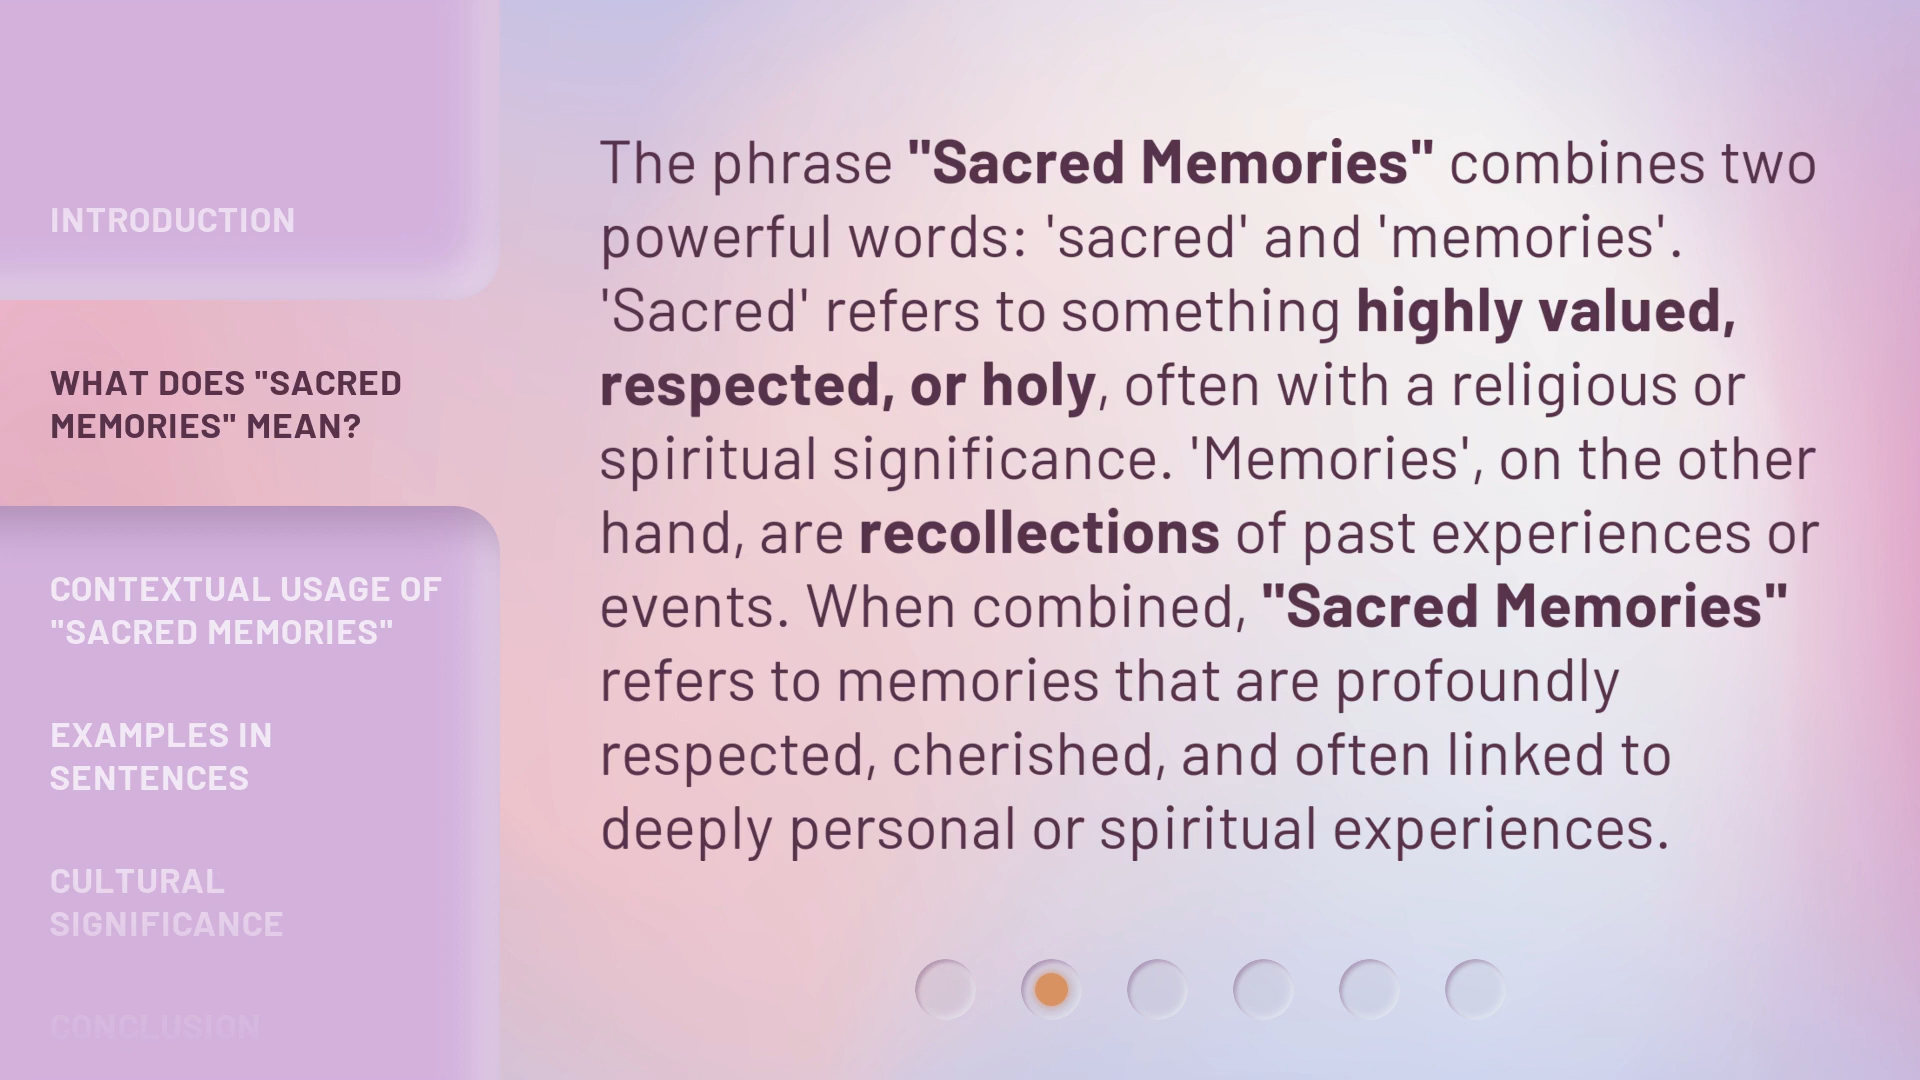 INTRODUCTION
WHAT DOES "SACRED
MEMORIES" MEAN?
CONTEXTUAL USAGE OF
"SACRED MEMORIES"
EXAMPLES IN
SENTENCES
CULTURAL
SIGNIFICANCE
CONCLUSION
The phrase "Sacred Memories" combines two
powerful words: 'sacred' and 'memories'.
'Sacred' refers to something highly valued,
respected, or holy, often with a religious or
spiritual significance. 'Memories', on the other
hand, are recollections of past experiences or
events. When combined, "Sacred Memories"
refers to memories that are profoundly
respected, cherished, and often linked to
deeply personal or spiritual experiences.